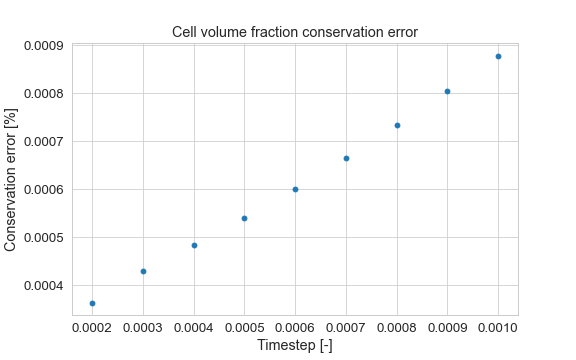 Cell volume fraction conservation error
Conservation error [%]
0.0009
0.0008
0.0007
0.0006
0.0005
0.0004
0.0002 0.0003 0.0004 0.0005 0.0006 0.0007 0.0008 0.0009 0.0010
Timestep [-]